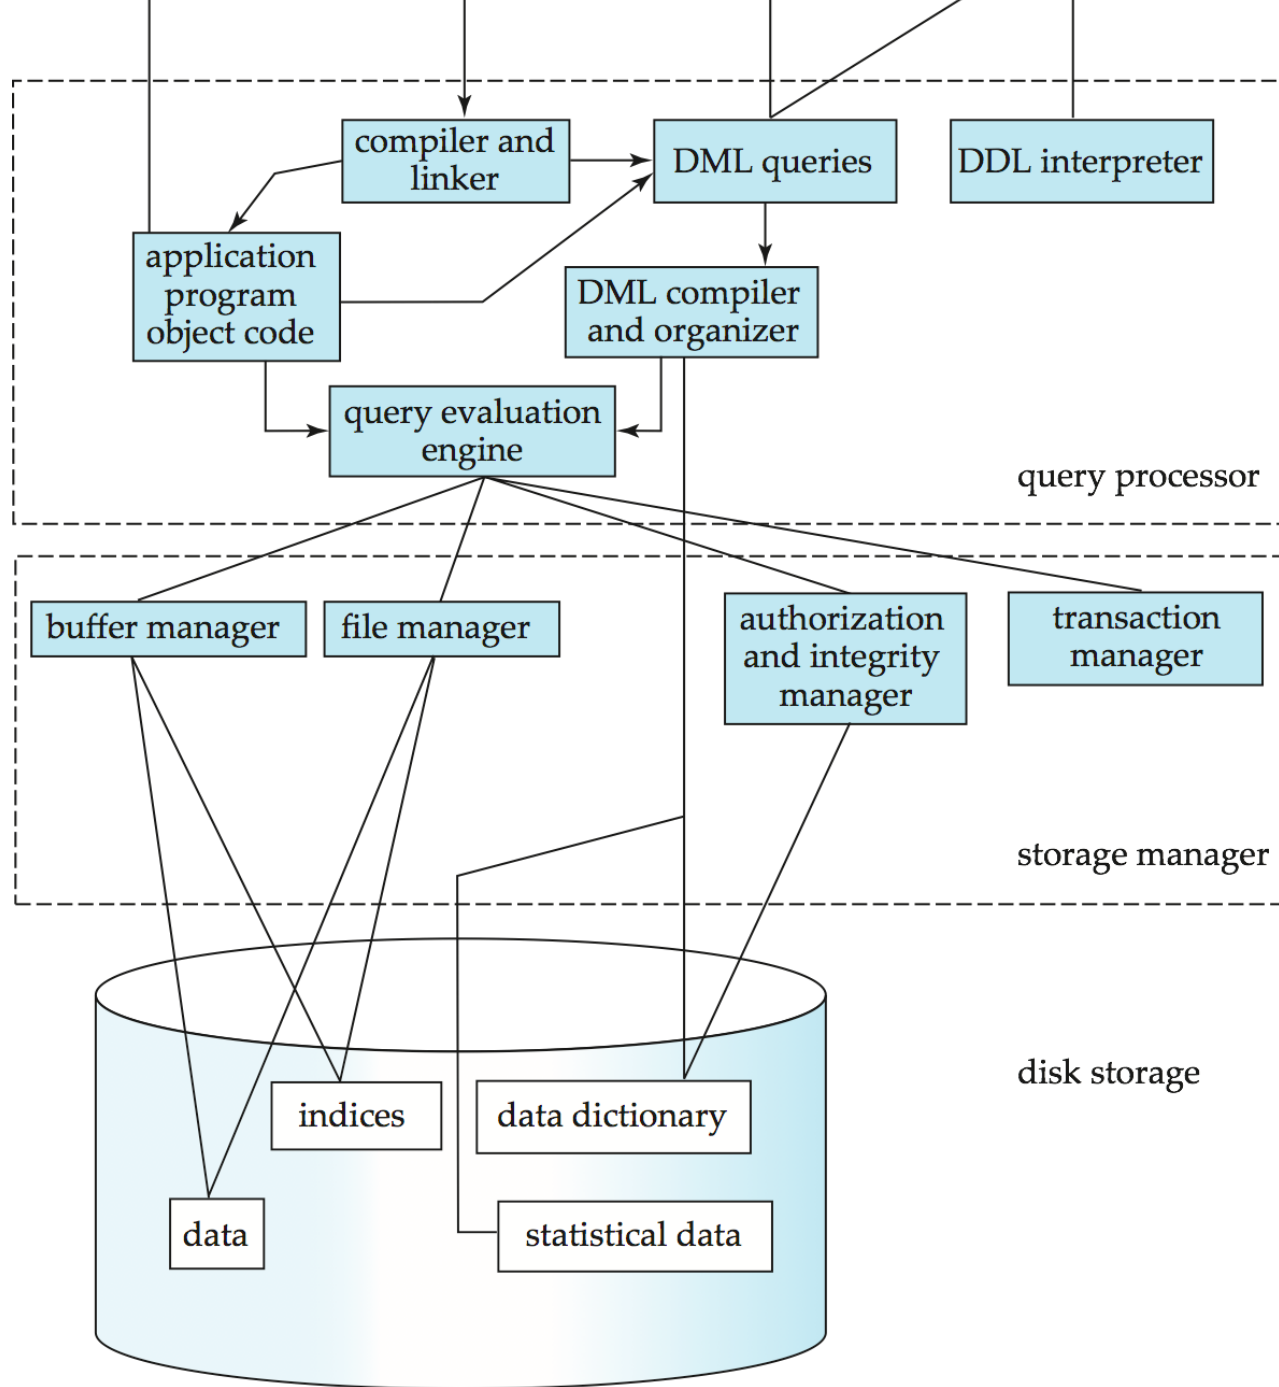 compiler and
linker
DML queries
DDL interpreter
application
program
object code
DML compiler
and organizer
query evaluation
engine
query processor
buffer manager
file manager
authorization
and integrity
manager
transaction
manager
storage manager
disk storage
indices
data dictionary
data
statistical data